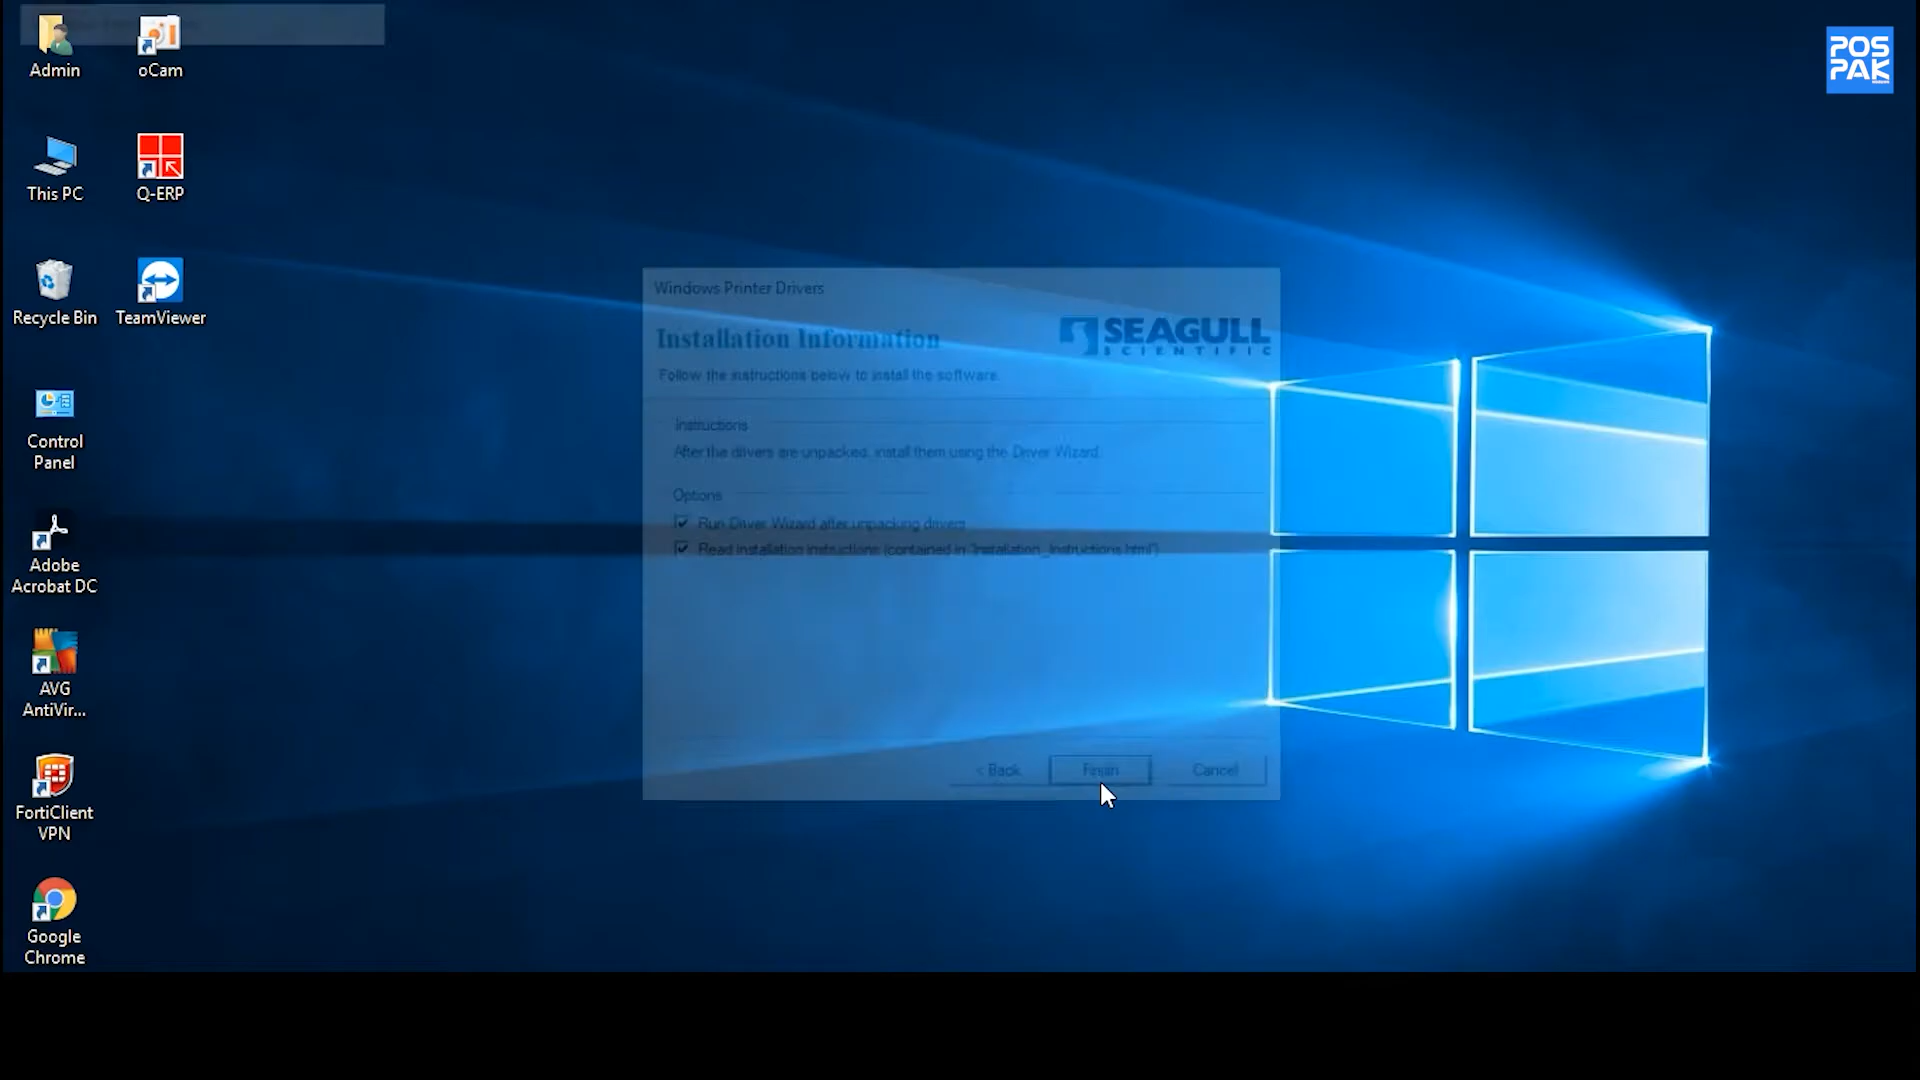 Admin
oCam
POS
PAK
This PC
Q-ERP
Recycle Bin
TeamViewer
Control
Panel
Adobe
Acrobat DC
AVG
AntiVir...
FortiClient
VPN
Google
Chrome
Windows Printer Drivers
Installation Information
SEAGULL
SCIENTIFIC
Follow the instructions below to install the software.
Instructions
After the drivers are unpacked, install them using the Driver Wizard.
Options
Run Driver Wizard after unpacking drivers
Read installation instructions (contained in 'Installation_Instructions.html')
< Back
Finish
Cancel